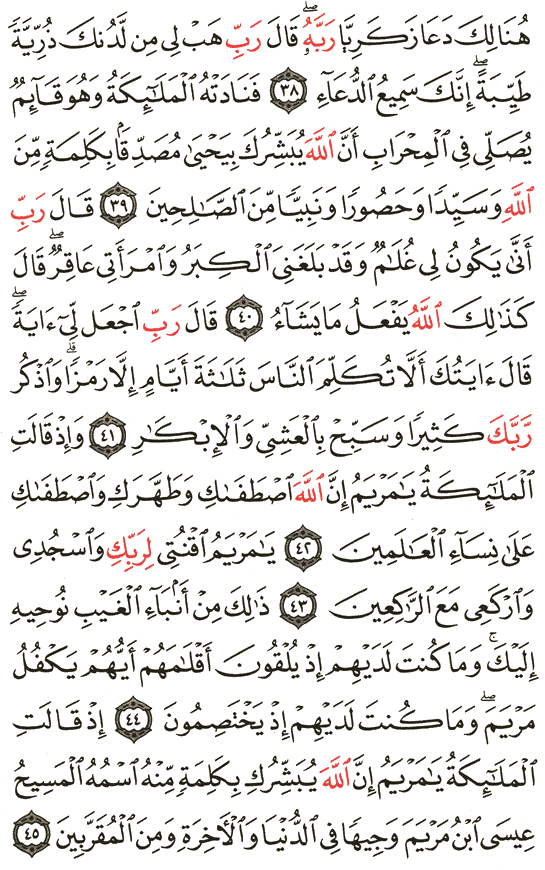 هُنَالِكَ دَعَا زَكَرِيَّا رَبَّهُۥۖ قَالَ رَبِّ هَبْ لِي مِن لَّدُنكَ ذُرِّيَّةً
طَيِّبَةًۖ إِنَّكَ سَمِيعُ ٱلدُّعَآءِ ٣٨ فَنَادَتْهُ ٱلْمَلَٰٓئِكَةُ وَهُوَ قَآئِمٌ
يُصَلِّي فِي ٱلْمِحْرَابِ أَنَّ ٱللَّهَ يُبَشِّرُكَ بِيَحْيَىٰ مُصَدِّقَۢا بِكَلِمَةٍ مِّنَ
ٱللَّهِ وَسَيِّدًا وَحَصُورًا وَنَبِيًّا مِّنَ ٱلصَّٰلِحِينَ ٣٩ قَالَ رَبِّ
أَنَّىٰ يَكُونُ لِي غُلَٰمٌ وَقَدْ بَلَغَنِيَ ٱلْكِبَرُ وَٱمْرَأَتِي عَاقِرٌۖ قَالَ
كَذَٰلِكَ ٱللَّهُ يَفْعَلُ مَا يَشَآءُ ٤٠ قَالَ رَبِّ ٱجْعَل لِّيٓ ءَايَةًۖ
قَالَ ءَايَتُكَ أَلَّا تُكَلِّمَ ٱلنَّاسَ ثَلَٰثَةَ أَيَّامٍ إِلَّا رَمْزًاۗ وَٱذْكُر
رَّبَّكَ كَثِيرًا وَسَبِّحْ بِٱلْعَشِيِّ وَٱلْإِبْكَٰرِ ٤١ وَإِذْ قَالَتِ
ٱلْمَلَٰٓئِكَةُ يَٰمَرْيَمُ إِنَّ ٱللَّهَ ٱصْطَفَىٰكِ وَطَهَّرَكِ وَٱصْطَفَىٰكِ
عَلَىٰ نِسَآءِ ٱلْعَٰلَمِينَ ٤٢ يَٰمَرْيَمُ ٱقْنُتِي لِرَبِّكِ وَٱسْجُدِي
وَٱرْكَعِي مَعَ ٱلرَّٰكِعِينَ ٤٣ ذَٰلِكَ مِنْ أَنۢبَآءِ ٱلْغَيْبِ نُوحِيهِ
إِلَيْكَۚ وَمَا كُنتَ لَدَيْهِمْ إِذْ يُلْقُونَ أَقْلَٰمَهُمْ أَيُّهُمْ يَكْفُلُ
مَرْيَمَۖ وَمَا كُنتَ لَدَيْهِمْ إِذْ يَخْتَصِمُونَ ٤٤ إِذْ قَالَتِ
ٱلْمَلَٰٓئِكَةُ يَٰمَرْيَمُ إِنَّ ٱللَّهَ يُبَشِّرُكِ بِكَلِمَةٍ مِّنْهُ ٱسْمُهُ ٱلْمَسِيحُ
عِيسَى ٱبْنُ مَرْيَمَ وَجِيهًا فِي ٱلدُّنْيَا وَٱلْءَاخِرَةِ وَمِنَ ٱلْمُقَرَّبِينَ ٤٥